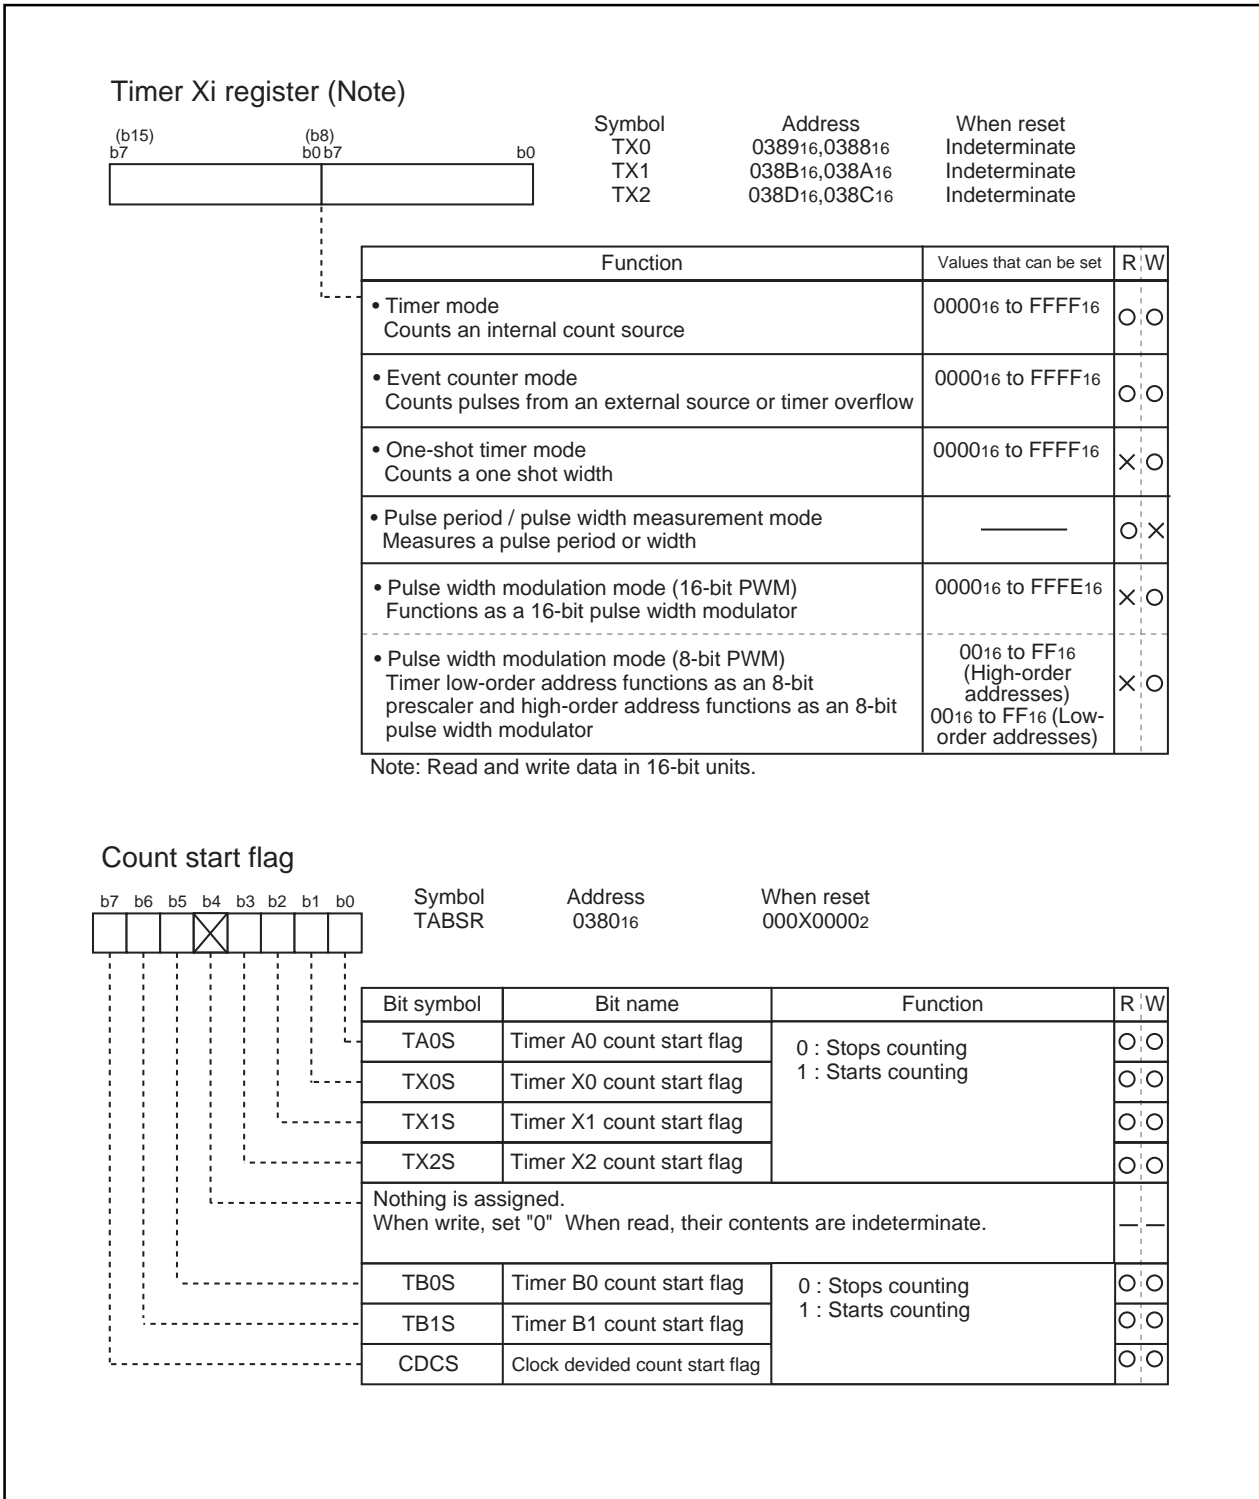 Timer Xi register (Note)
(b15) (b8)
b7 b0 b7 b0
Symbol Address When reset
TX0 038916,038816 Indeterminate
TX1 038B16,038A16 Indeterminate
TX2 038D16,038C16 Indeterminate
Function Values that can be set R W
• Timer mode 000016 to FFFF16
Counts an internal count source
• Event counter mode 000016 to FFFF16
Counts pulses from an external source or timer overflow
• One-shot timer mode 000016 to FFFF16
Counts a one shot width
• Pulse period / pulse width measurement mode
Measures a pulse period or width
• Pulse width modulation mode (16-bit PWM) 000016 to FFFE16
Functions as a 16-bit pulse width modulator
• Pulse width modulation mode (8-bit PWM)
Timer low-order address functions as an 8-bit
prescaler and high-order address functions as an 8-bit
pulse width modulator
0016 to FF16
(High-order
addresses)
0016 to FF16 (Low-
order addresses)
Note: Read and write data in 16-bit units.
Count start flag
b7 b6 b5 b4 b3 b2 b1 b0
Symbol Address When reset
TABSR 038016 000X00002
Bit symbol Bit name Function R W
TA0S Timer A0 count start flag 0 : Stops counting
1 : Starts counting
TX0S Timer X0 count start flag
TX1S Timer X1 count start flag
TX2S Timer X2 count start flag
Nothing is assigned.
When write, set "0" When read, their contents are indeterminate.
TB0S Timer B0 count start flag 0 : Stops counting
1 : Starts counting
TB1S Timer B1 count start flag
CDCS Clock devided count start flag